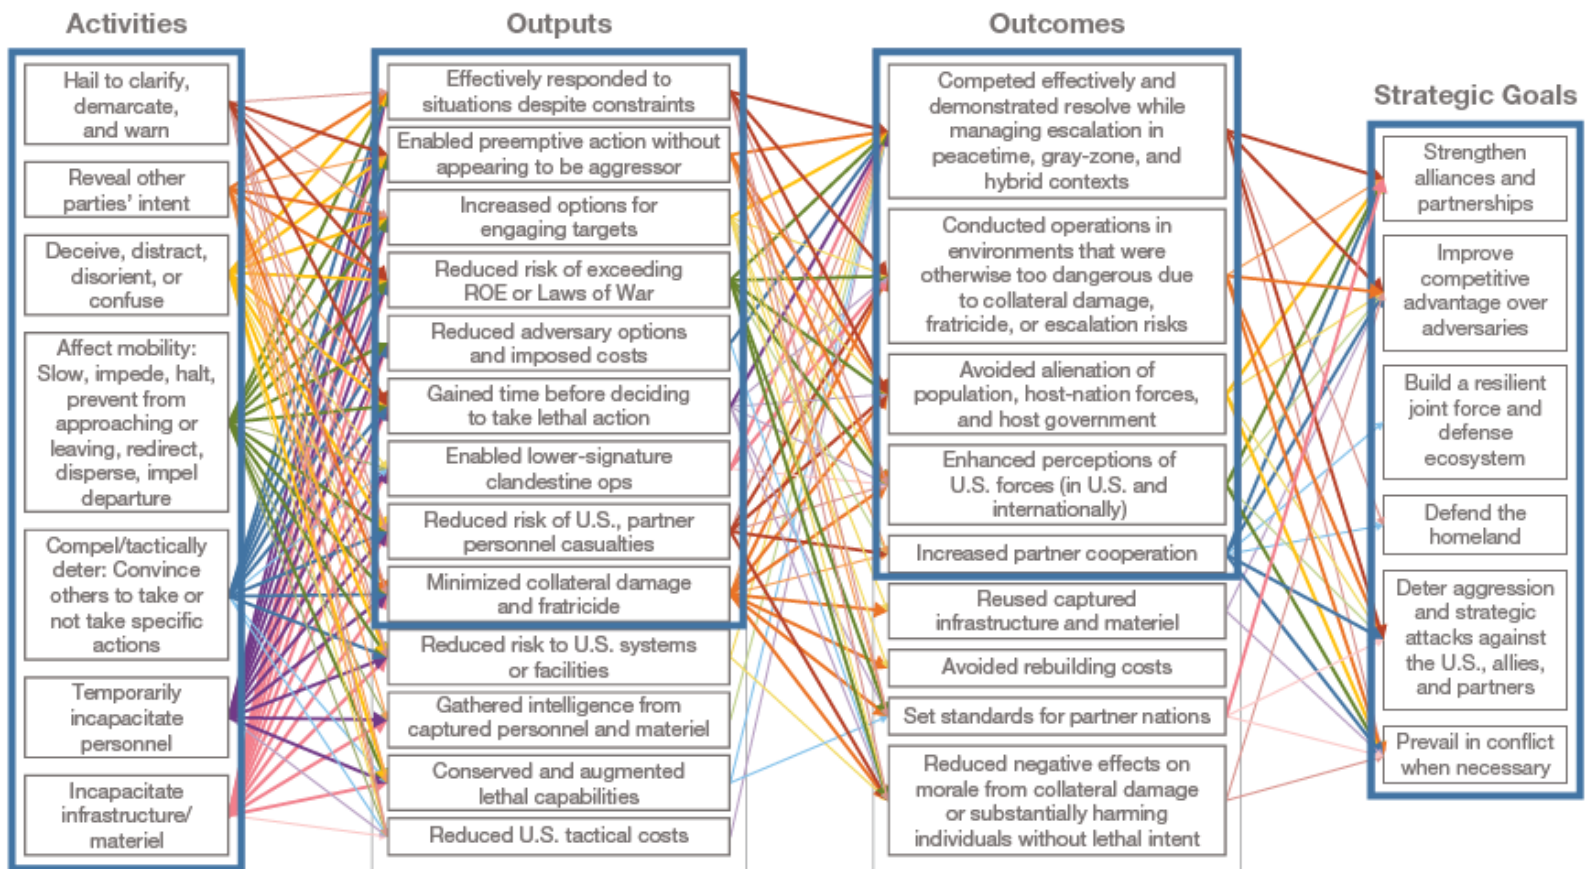 Activities
Hail to clarify,
demarcate,
and warn
Reveal other
parties’ intent
Deceive, distract,
disorient, or
confuse
Affect mobility:
Slow, impede, halt,
prevent from
approaching or
leaving, redirect,
disperse, impel
departure
Compel/tactically
deter: Convince
others to take or
not take specific
actions
Temporarily
incapacitate
personnel
Incapacitate
infrastructure/
materiel
Outputs
Effectively responded to
situations despite constraints
Enabled preemptive action without
appearing to be aggressor
Increased options for
engaging targets
Reduced risk of exceeding
ROE or Laws of War
Reduced adversary options
and imposed costs
Gained time before deciding
to take lethal action
Enabled lower-signature
clandestine ops
Reduced risk of U.S., partner
personnel casualties
Minimized collateral damage
and fratricide
Reduced risk to U.S. systems
or facilities
Gathered intelligence from
captured personnel and materiel
Conserved and augmented
lethal capabilities
Reduced U.S. tactical costs
Outcomes
Competed effectively and
demonstrated resolve while
managing escalation in
peacetime, gray-zone, and
hybrid contexts
Conducted operations in
environments that were
otherwise too dangerous due
to collateral damage,
fratricide, or escalation risks
Avoided alienation of
population, host-nation forces,
and host government
Enhanced perceptions of
U.S. forces (in U.S. and
internationally)
Increased partner cooperation
Reused captured
infrastructure and materiel
Avoided rebuilding costs
Set standards for partner nations
Reduced negative effects on
morale from collateral damage
or substantially harming
individuals without lethal intent
Strategic Goals
Strengthen
alliances and
partnerships
Improve
competitive
advantage over
adversaries
Build a resilient
joint force and
defense
ecosystem
Defend the
homeland
Deter aggression
and strategic
attacks against
the U.S., allies,
and partners
Prevail in conflict
when necessary